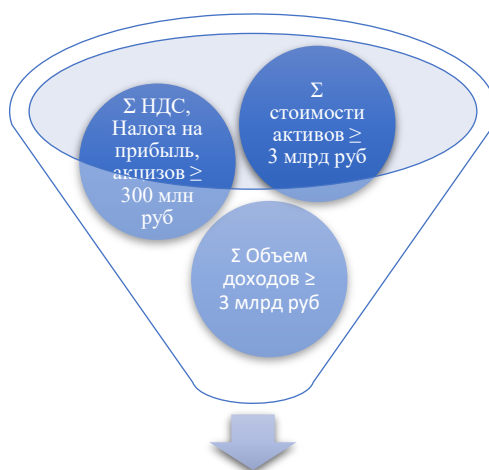 Σ НДС,
Налога на
прибыль,
акцизов ≥
300 млн
руб
Σ
стоимости
активов ≥
3 млрд руб
Σ Объем
доходов ≥
3 млрд руб